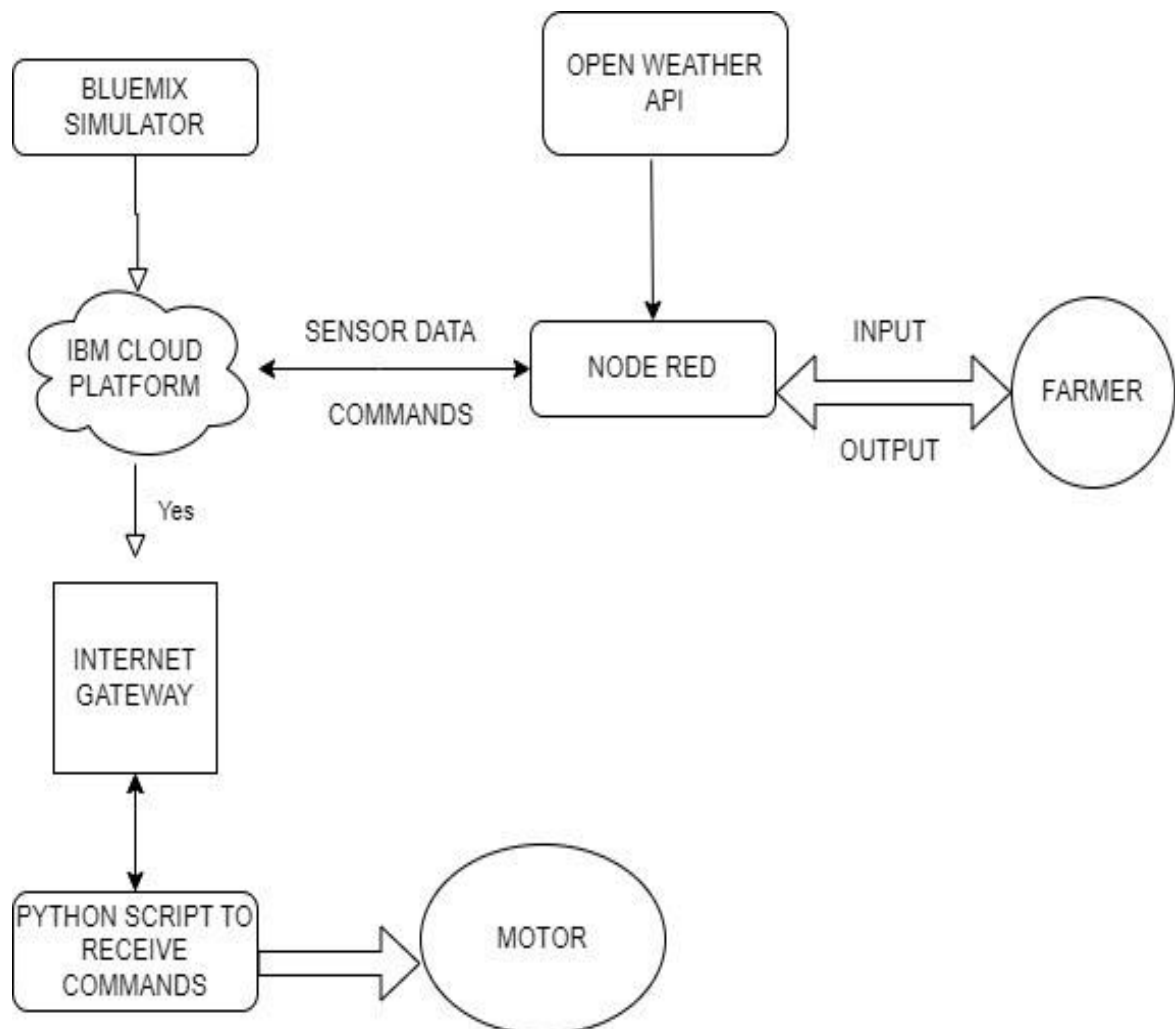 BLUEMIX
SIMULATOR
OPEN WEATHER
API
IBM CLOUD
PLATFORM
SENSOR DATA
COMMANDS
NODE RED
INPUT
OUTPUT
FARMER
Yes
INTERNET
GATEWAY
PYTHON SCRIPT TO
RECEIVE
COMMANDS
MOTOR